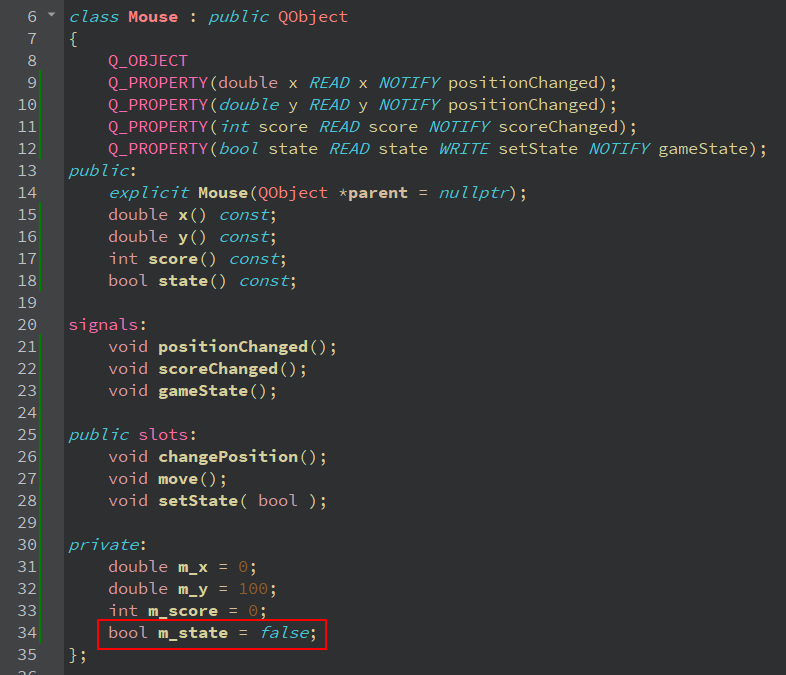 6 class Mouse : public QObject
7 {
8 Q_OBJECT
9 Q_PROPERTY(double x READ x NOTIFY positionChanged);
10 Q_PROPERTY(double y READ y NOTIFY positionChanged);
11 Q_PROPERTY(int score READ score NOTIFY scoreChanged);
12 Q_PROPERTY(bool state READ state WRITE setState NOTIFY gameState);
13 public:
14 explicit Mouse(QObject *parent = nullptr);
15 double x() const;
16 double y() const;
17 int score() const;
18 bool state() const;
19
20 signals:
21 void positionChanged();
22 void scoreChanged();
23 void gameState();
24
25 public slots:
26 void changePosition();
27 void move();
28 void setState( bool );
29
30 private:
31 double m_x = 0;
32 double m_y = 100;
33 int m_score = 0;
34 bool m_state = false;
35 };